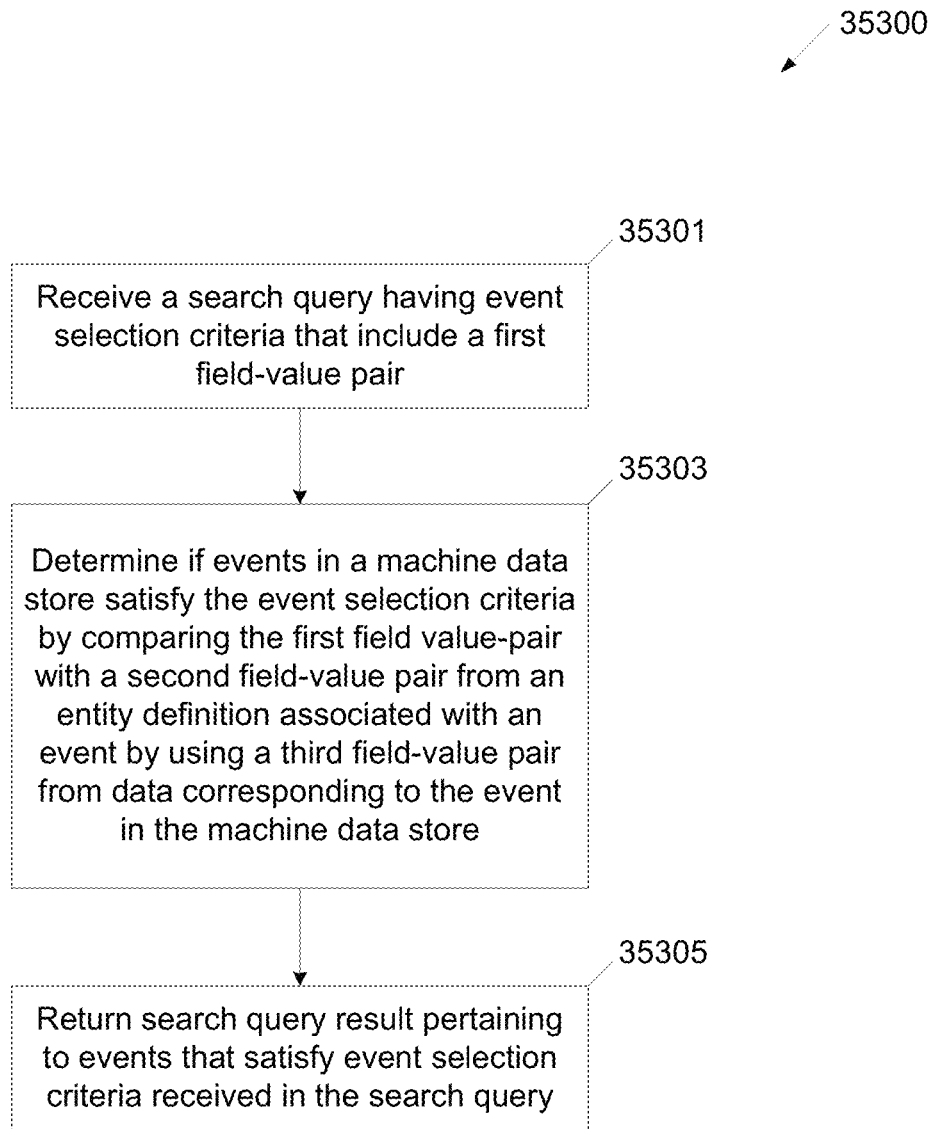 35300
35301
Receive a search query having event
selection criteria that include a first
field-value pair
35303
Determine if events in a machine data
store satisfy the event selection criteria
by comparing the first field value-pair
with a second field-value pair from an
entity definition associated with an
event by using a third field-value pair
from data corresponding to the event
in the machine data store
35305
Return search query result pertaining
to events that satisfy event selection
criteria received in the search query